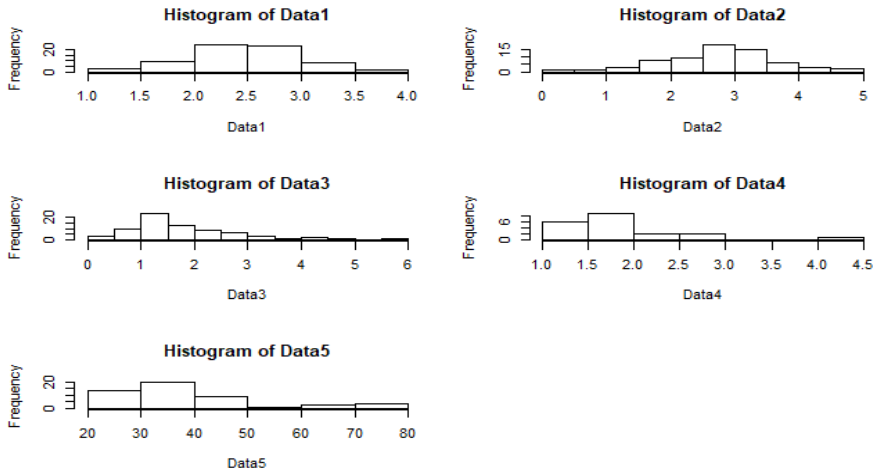 Histogram of Data1
Frequency
0 20
1.0 1.5 2.0 2.5 3.0 3.5 4.0
Data1
Histogram of Data2
Frequency
0 15
0 1 2 3 4 5
Data2
Histogram of Data3
Frequency
0 20
0 1 2 3 4 5 6
Data3
Histogram of Data4
Frequency
0 6
1.0 1.5 2.0 2.5 3.0 3.5 4.0 4.5
Data4
Histogram of Data5
Frequency
0 20
20 30 40 50 60 70 80
Data5